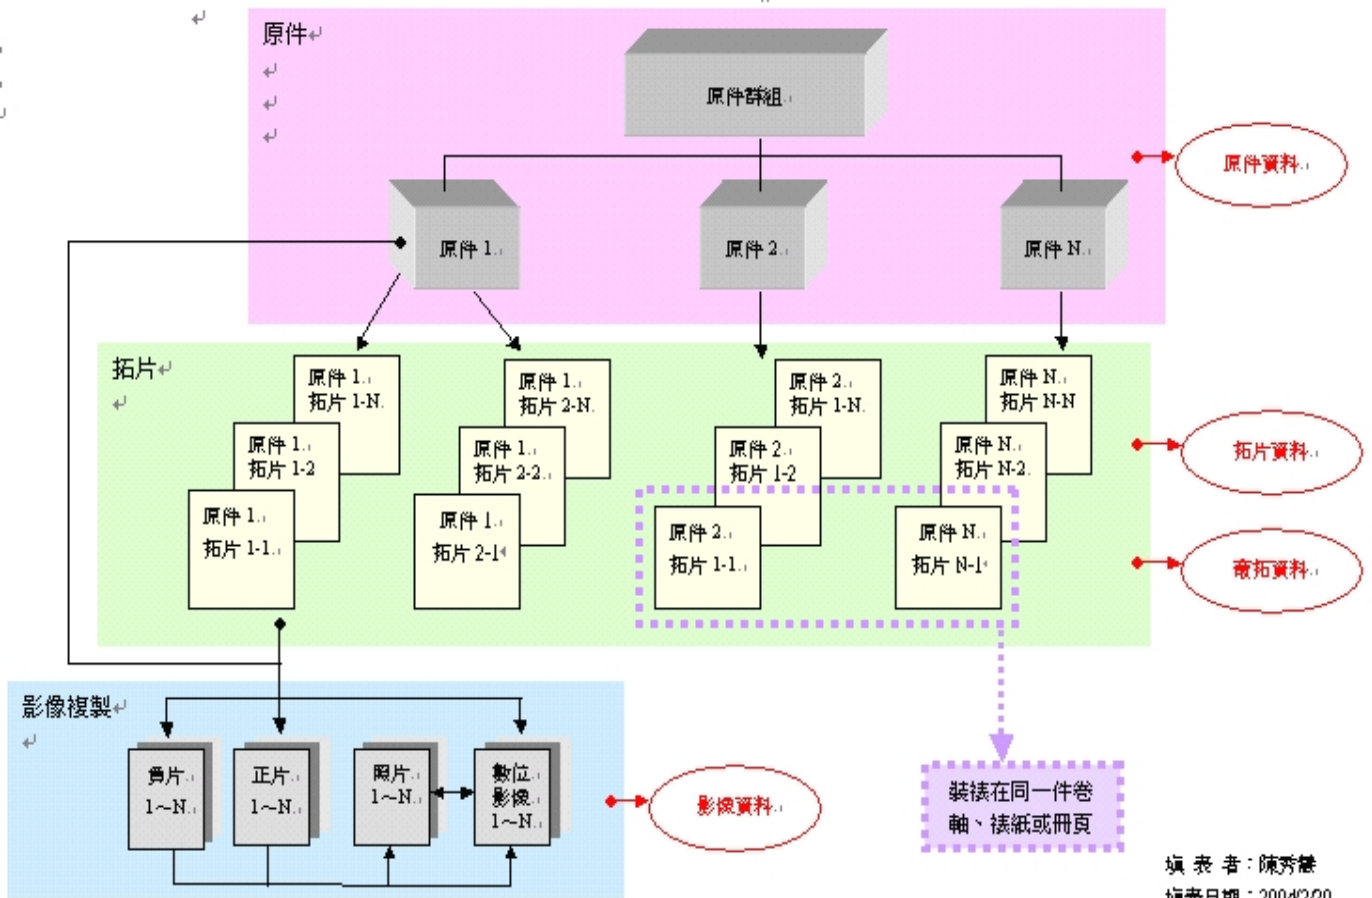 原件
原件群組
原件資料
原件 1
原件 2
原件 N
拓片
原件 1
拓片 1-N
原件 1
拓片 1-2
原件 1
拓片 1-1
原件 1
拓片 2-N
原件 1
拓片 2-2
原件 1
拓片 2-1
原件 2
拓片 1-N
原件 2
拓片 1-2
原件 2
拓片 1-1
原件 N
拓片 N-N
原件 N
拓片 N-2
原件 N
拓片 N-1
拓片資料
拓資料
影像複製
負片
1~N
正片
1~N
照片
1~N
數位
影像
1~N
影像資料
裝裱在同一件卷
軸、裱紙或冊頁
填 表 者：陳秀
填表日期：2004/2/20